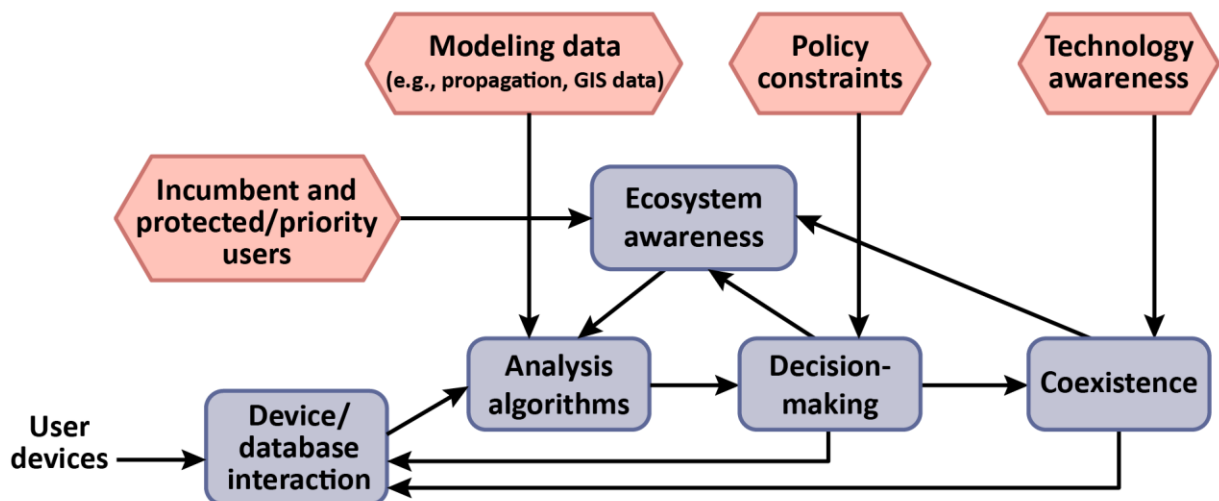 Modeling data
(e.g., propagation, GIS data)
Policy
constraints
Technology
awareness
Incumbent and
protected/priority
users
Ecosystem
awareness
Analysis
algorithms
Decision-
making
Coexistence
User
devices
Device/
database
interaction